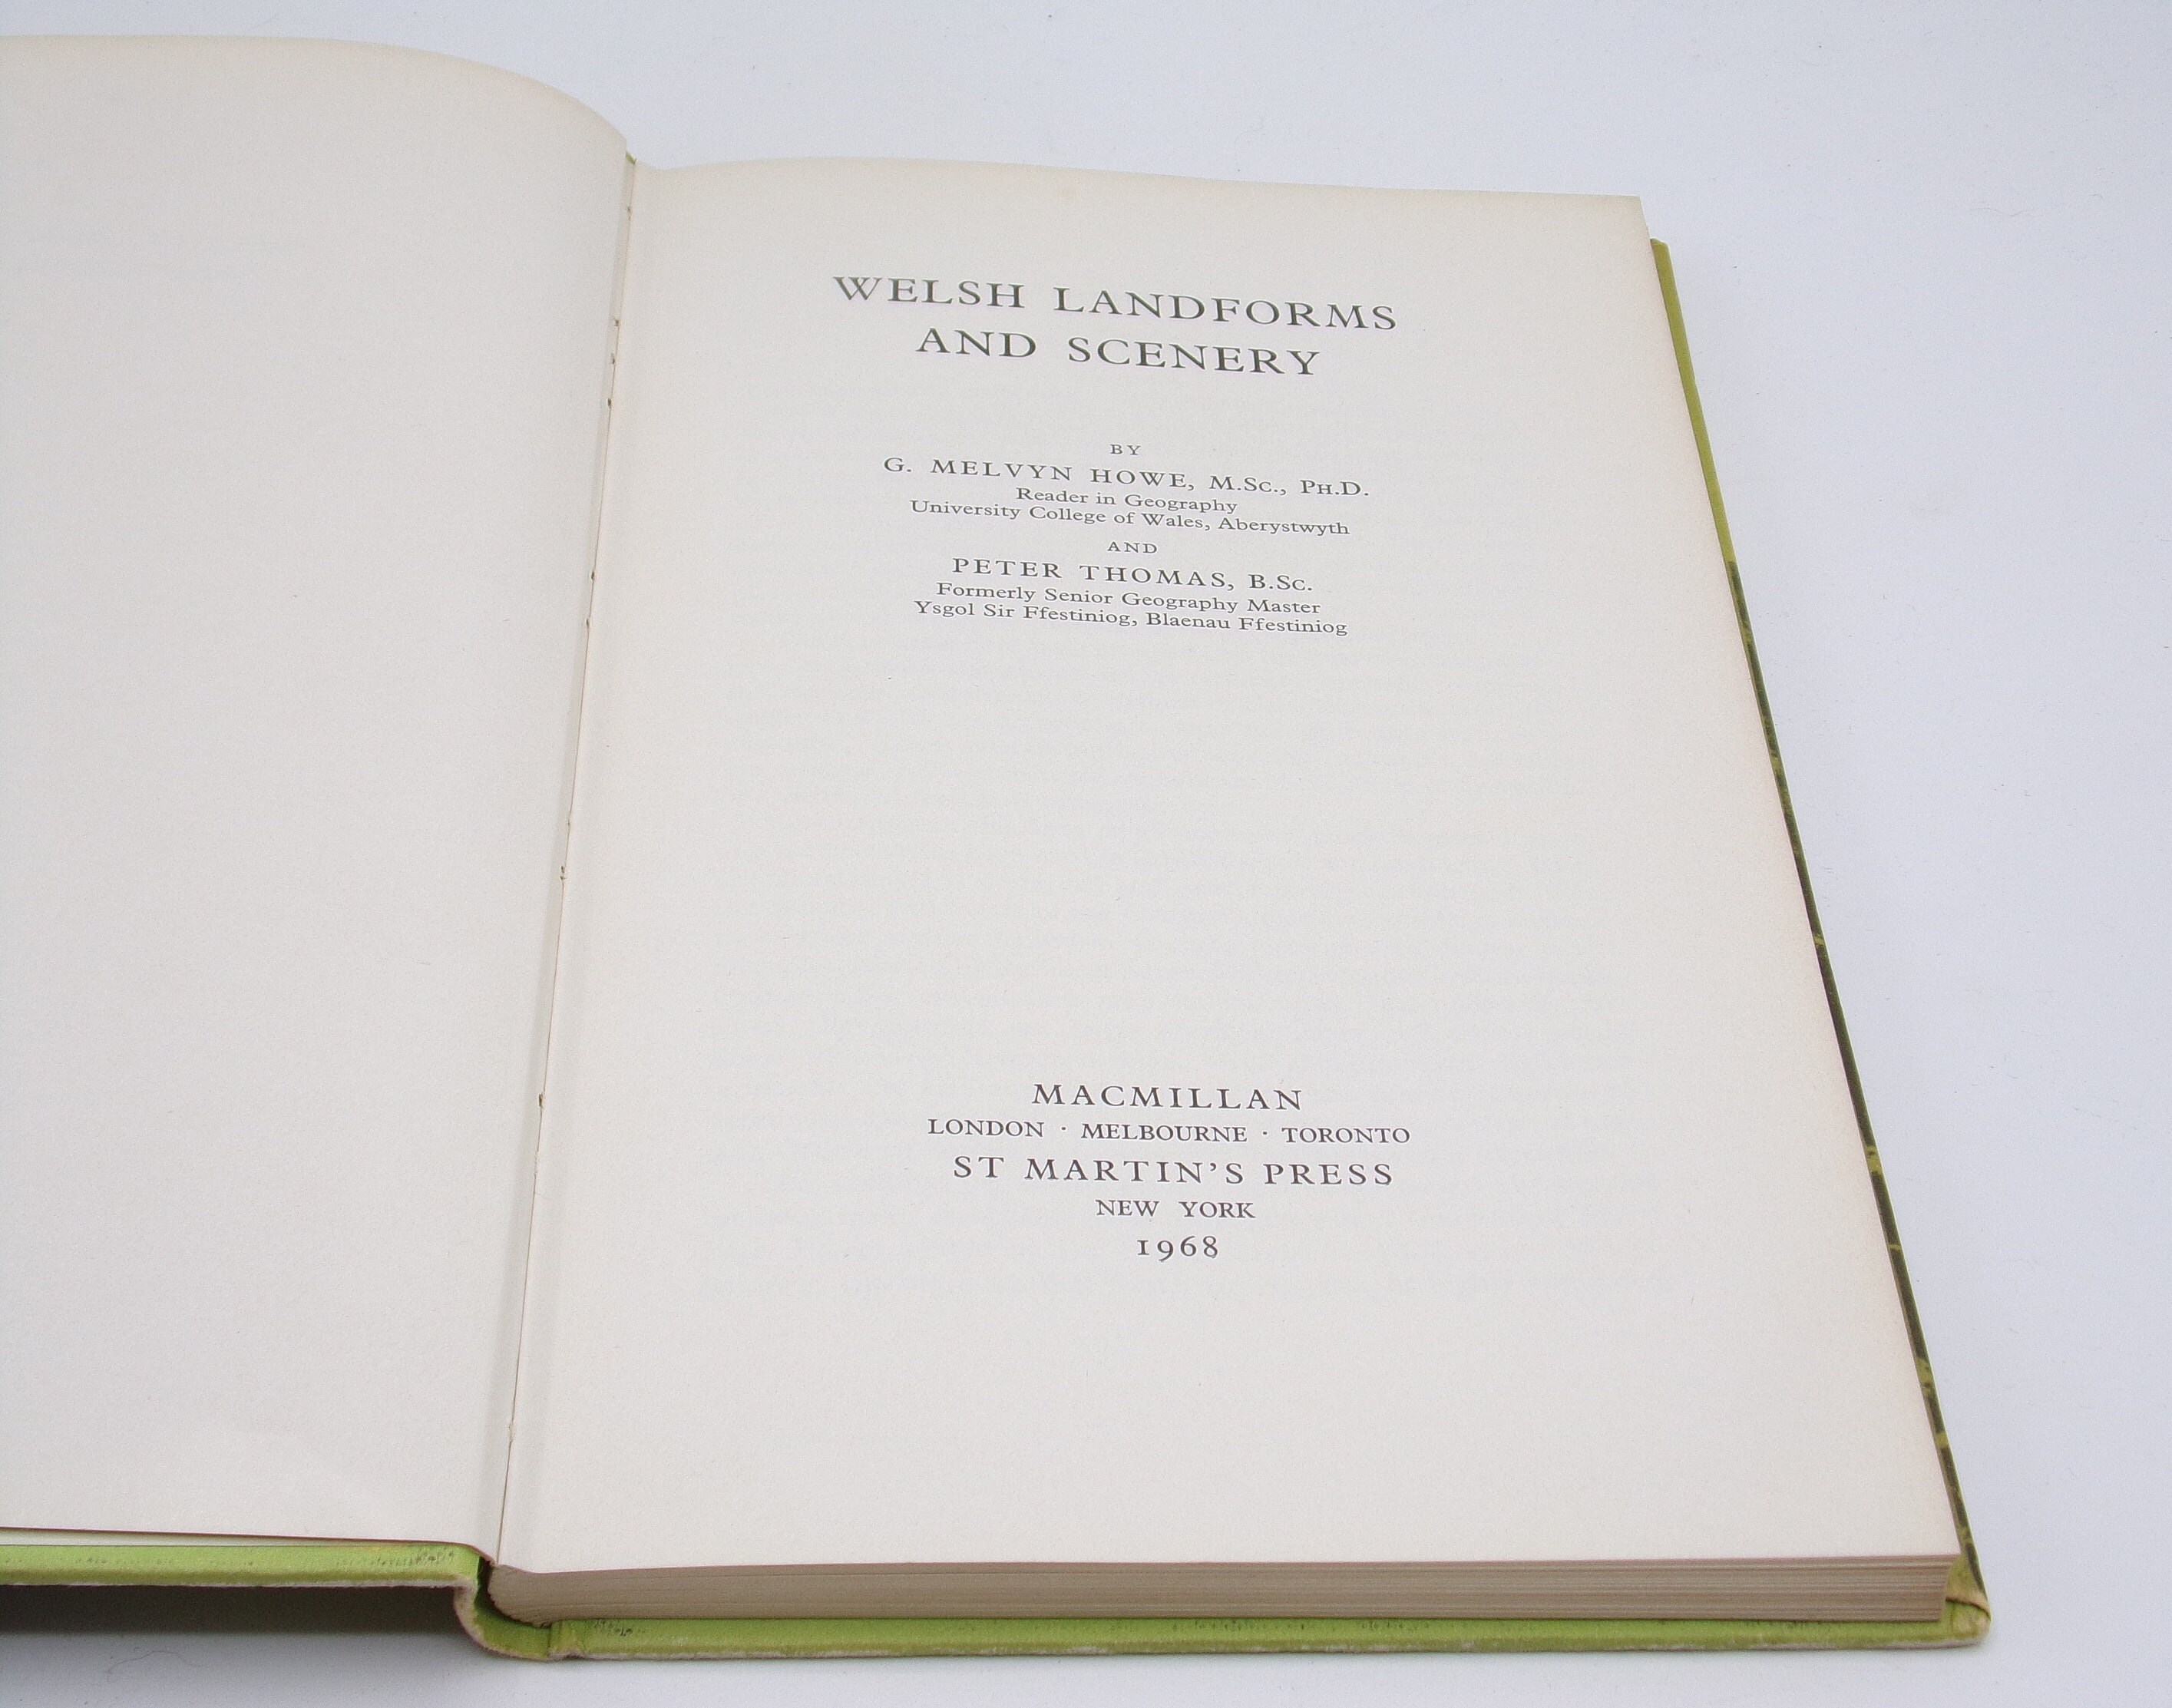 WELSH LANDFORMS
AND SCENERY
BY
G. MELVYN HOWE, M.Sc., Ph.D.
Reader in Geography
University College of Wales, Aberystwyth
AND
PETER THOMAS, B.Sc.
Formerly Senior Geography Master
Ysgol Sir Ffestiniog, Blaenau Ffestiniog
MACMILLAN
LONDON · MELBOURNE · TORONTO
ST MARTIN'S PRESS
NEW YORK
1968